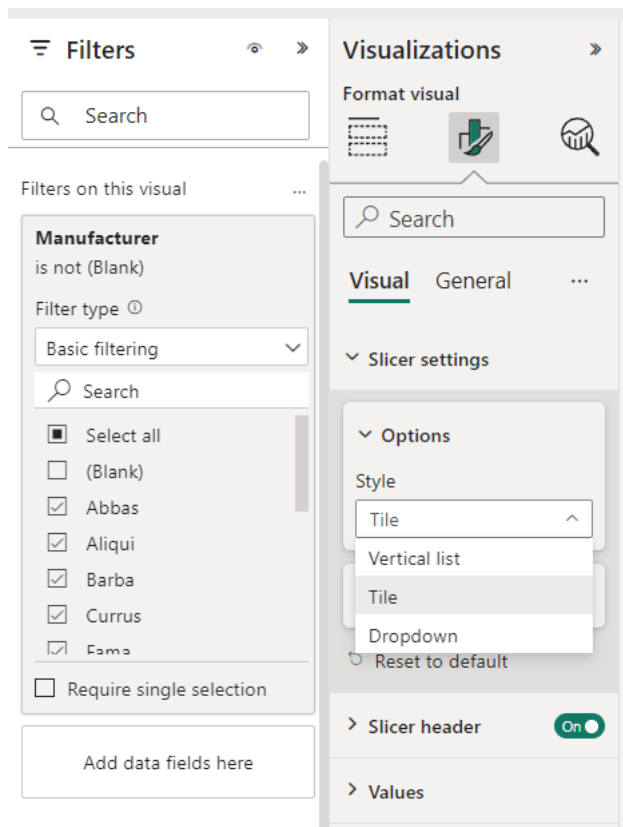 Filters
Search
Filters on this visual
...
Manufacturer
is not (Blank)
Filter type
Basic filtering
Search
Select all
(Blank)
Abbas
Aliqui
Barba
Currus
Fama
Require single selection
Add data fields here
Visualizations
Format visual
Search
Visual General ...
Slicer settings
Options
Style
Tile
Vertical list
Tile
Dropdown
Reset to default
Slicer header On
Values